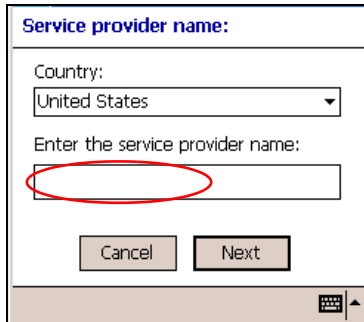 Service provider name:
Country:
United States
Enter the service provider name:
Cancel Next